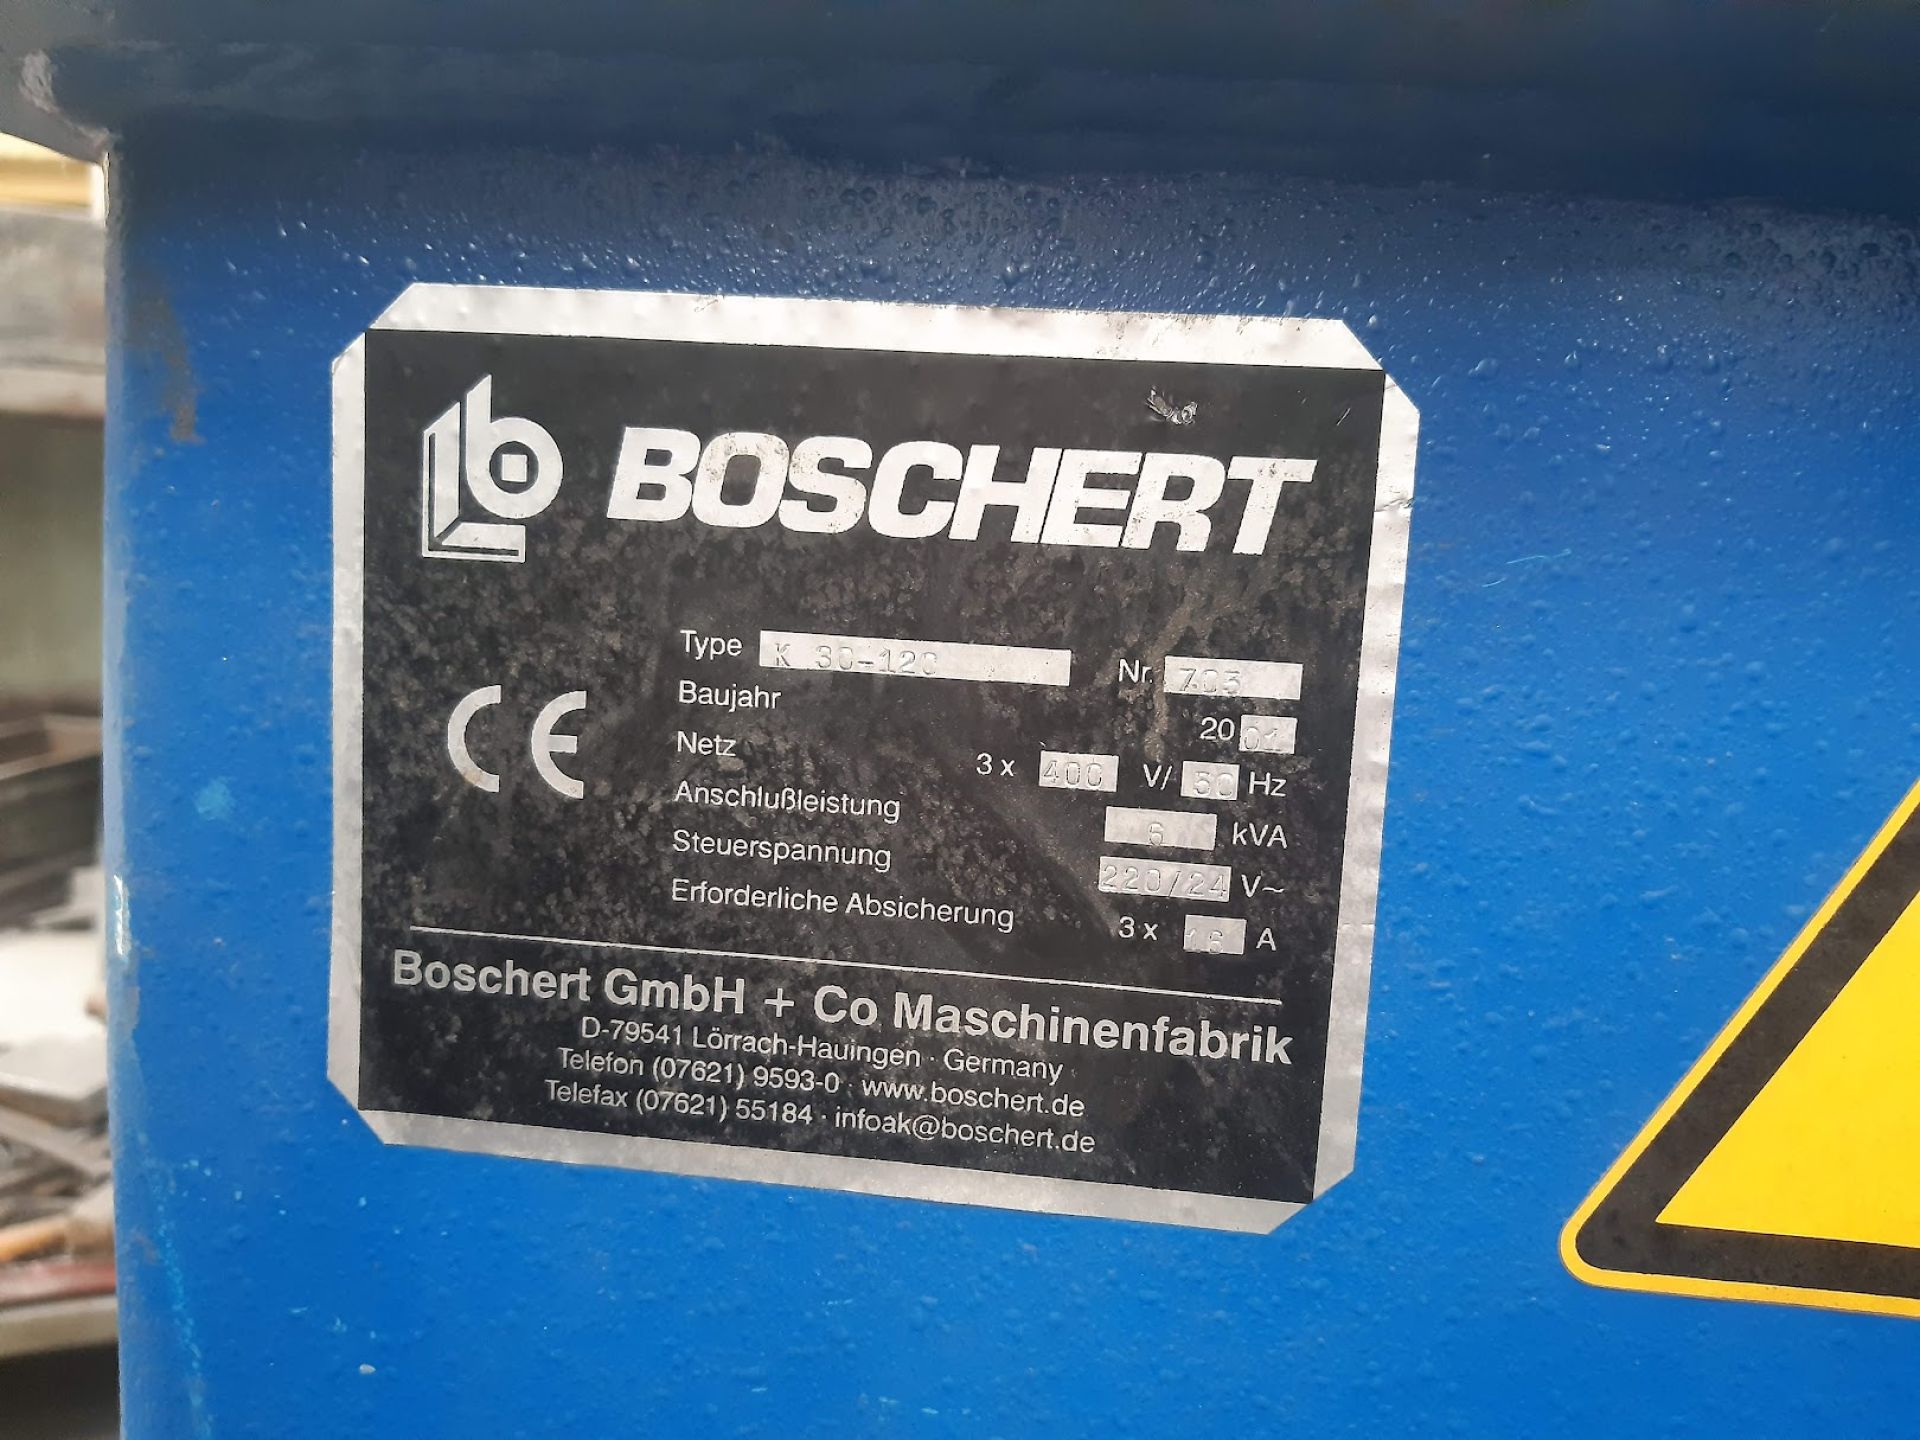 BOSCHERT
Type K 30-120 Nr. 705
Baujahr 2001
Netz 3 x 400 V/ 50 Hz
Anschlußleistung 6 kVA
Steuerspannung 220/24 V~
Erforderliche Absicherung 3 x 16 A
CE
Boschert GmbH + Co Maschinenfabrik
D-79541 Lörrach-Hauingen · Germany
Telefon (07621) 9593-0 · www.boschert.de
Telefax (07621) 55184 · infoak@boschert.de